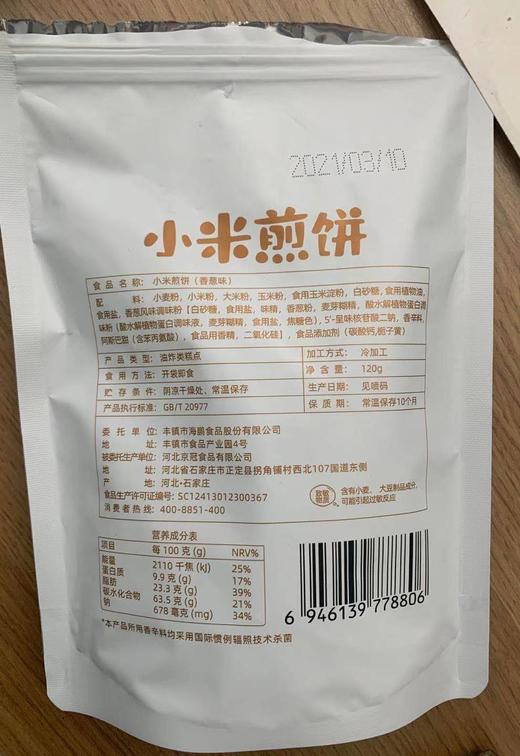 2021/03/10
小米煎饼
食品名称: 小米煎饼（香葱味）
配 料: 小麦粉, 小米粉, 大米粉, 玉米粉, 食用玉米淀粉, 白砂糖, 食用植物油,
食用盐, 香葱风味调味粉（白砂糖, 食用盐, 味精, 香葱粉, 麦芽糊精, 酸水解植物蛋白调
味粉（酸水解植物蛋白调味液, 麦芽糊精, 食用盐, 焦糖色）, 5'-呈味核苷酸二钠, 香辛料,
阿斯巴甜（含苯丙氨酸）, 食品用香精, 二氧化硅）, 食品添加剂（碳酸钙, 栀子黄）
产品类型: 油炸类糕点 加工方式: 冷加工
食用方法: 开袋即食 净含量: 120g
贮存条件: 阴凉干燥处、常温保存 生产日期: 见喷码
产品执行标准: GB/T 20977 保质期: 常温保存10个月
委托单位: 丰镇市海鹏食品股份有限公司
地址: 丰镇市食品产业园4号
被委托生产单位: 河北京冠食品有限公司
地址: 河北省石家庄市正定县拐角铺村西北107国道东侧
产地: 河北·石家庄
食品生产许可证编号: SC12413012300367
消费者热线: 400-8851-400
致敏物质
含有小麦、大豆制品成分,
可能引起过敏反应
营养成分表
项目 每 100 克 (g) NRV%
能量 2110 千焦 (kJ) 25%
蛋白质 9.9 克 (g) 17%
脂肪 23.3 克 (g) 39%
碳水化合物 63.5 克 (g) 21%
钠 678 毫克 (mg) 34%
*本产品所用香辛料均采用国际惯例辐照技术杀菌
6 946139 778806